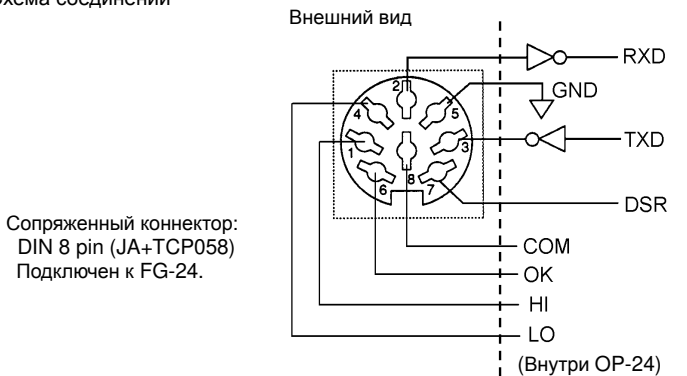 хема соединений
Внешний вид
RXD
2
GND
4
5
TXD
1
3
8
6
7
DSR
Сопряженный коннектор:
DIN 8 pin (JA+TCP058)
Подключен к FG-24.
COM
OK
HI
LO
(Внутри OP-24)